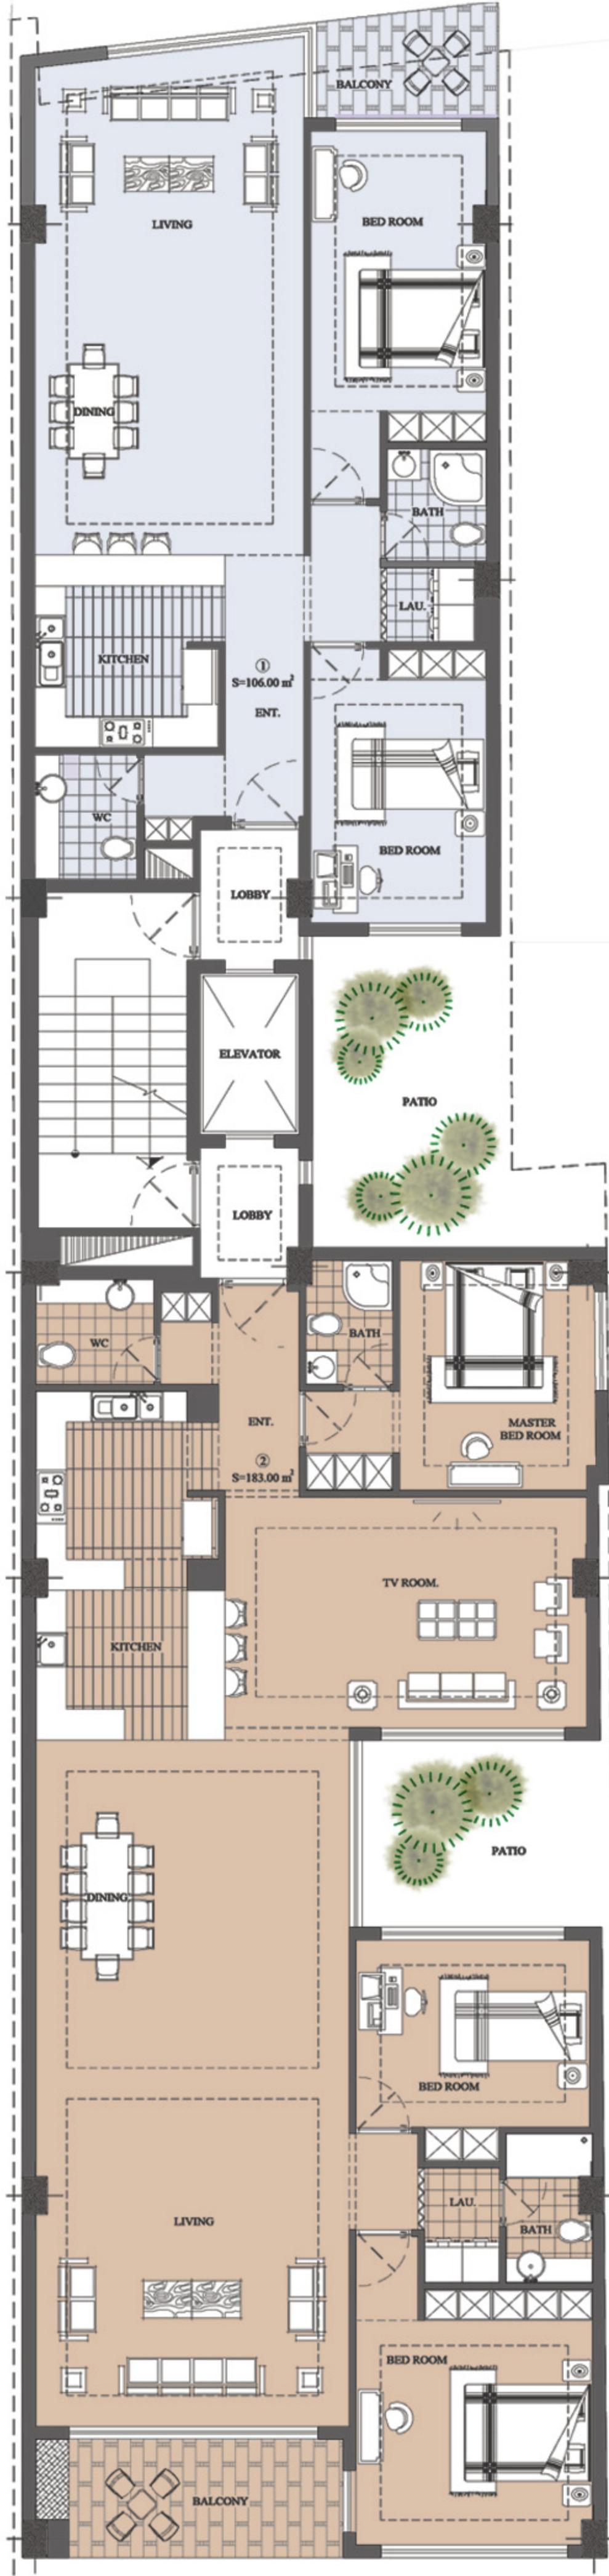 BALCONY
LIVING
BED ROOM
DINING
BATH
LAU.
KITCHEN
①
S=106.00 m²
ENT.
WC
BED ROOM
LOBBY
ELEVATOR
PATIO
LOBBY
WC
BATH
ENT.
MASTER
BED ROOM
②
S=183.00 m²
TV ROOM.
KITCHEN
PATIO
DINING
BED ROOM
LAU.
BATH
LIVING
BED ROOM
BALCONY